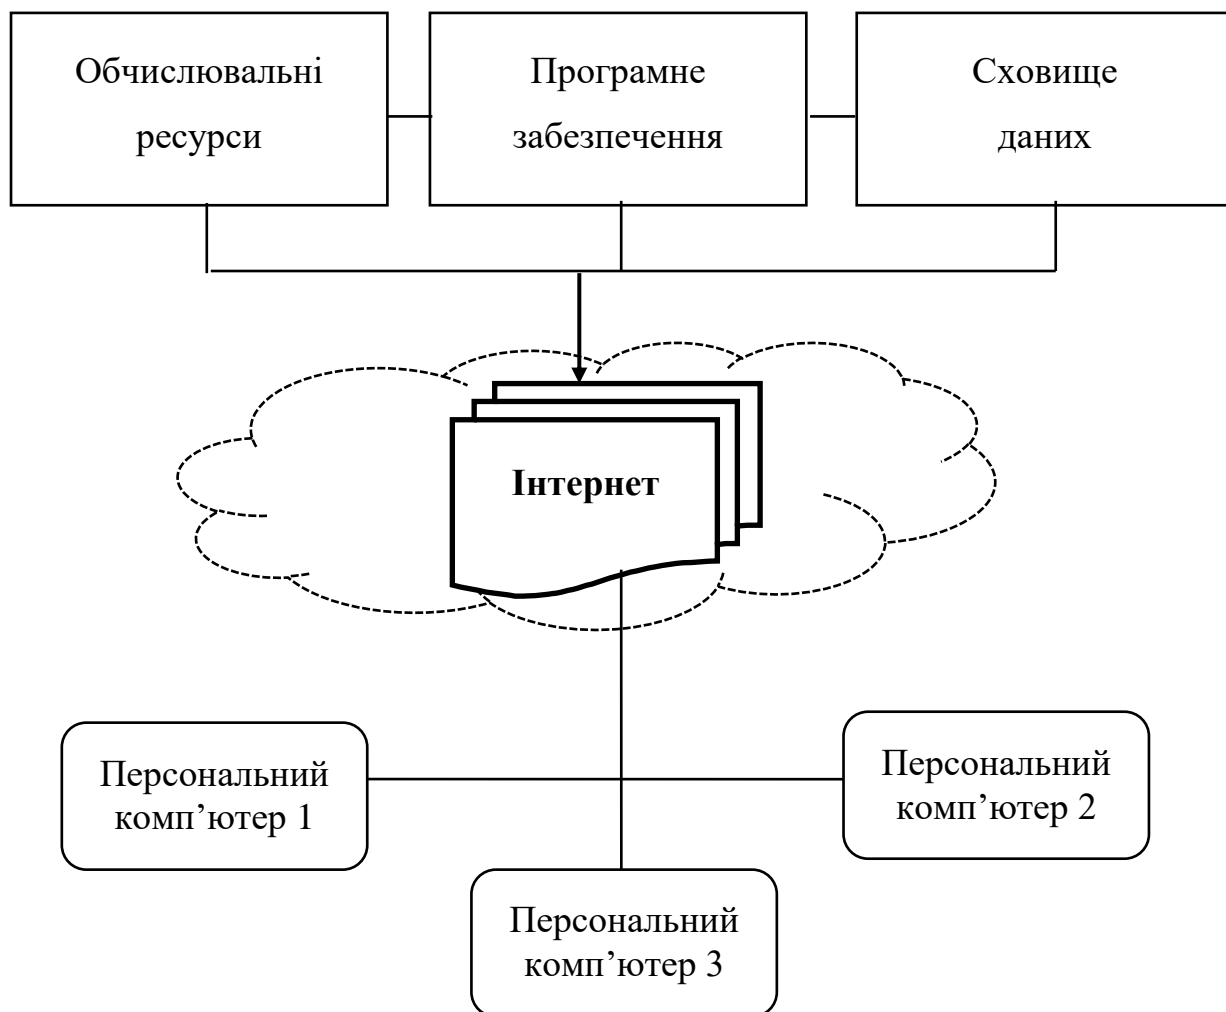 Обчислювальні
ресурси
Програмне
забезпечення
Сховище
даних
Інтернет
Персональний
комп’ютер 1
Персональний
комп’ютер 2
Персональний
комп’ютер 3